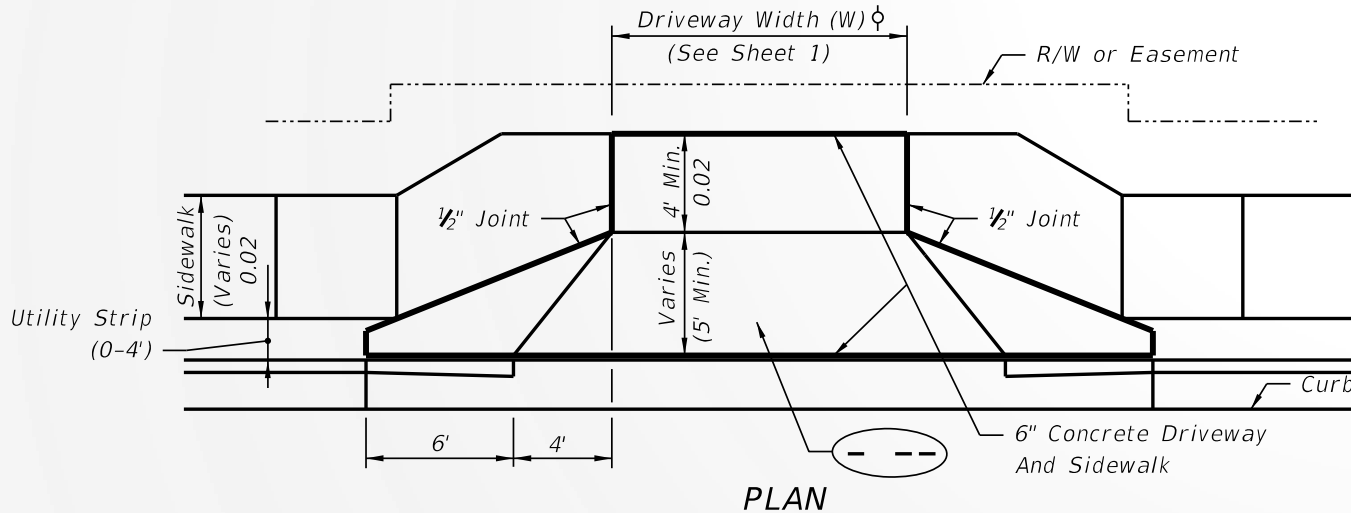 Driveway Width (W) ⌽
(See Sheet 1)
R/W or Easement
4' Min.
0.02
1/2" Joint
1/2" Joint
Sidewalk
(Varies)
0.02
Varies
(5' Min.)
Utility Strip
(0-4')
Curb
6'
4'
6" Concrete Driveway
And Sidewalk
PLAN